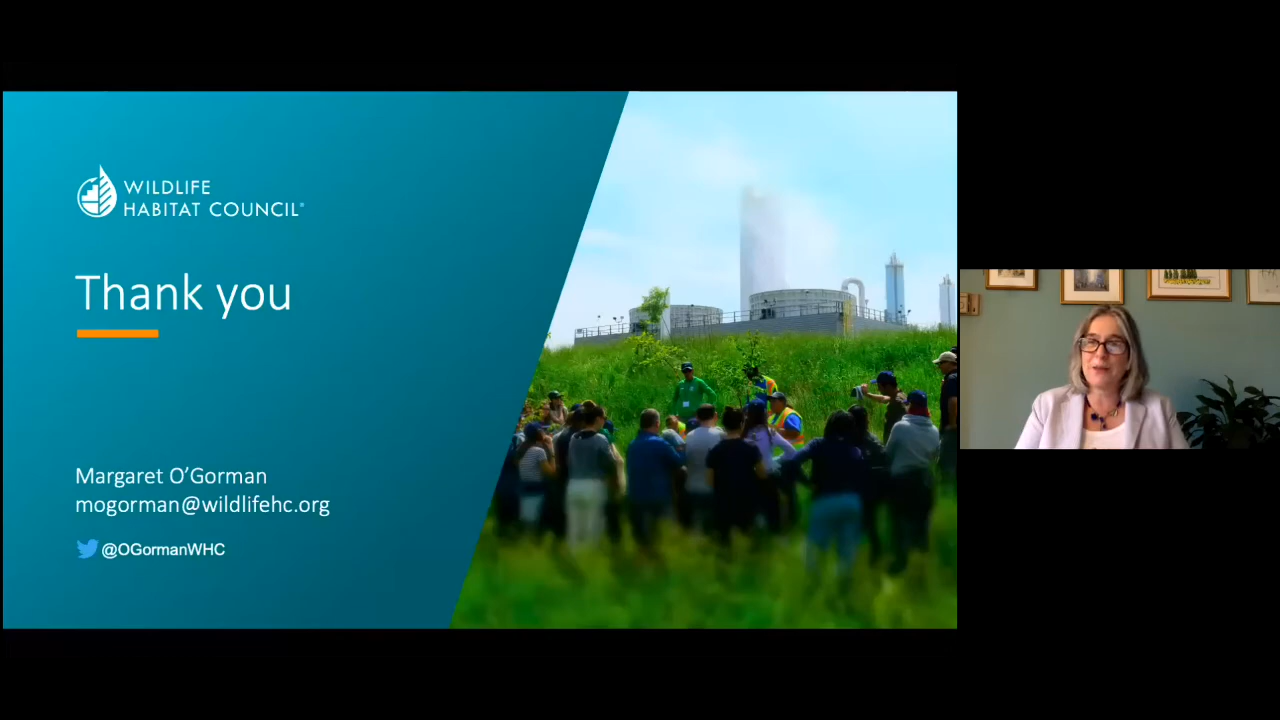 WILDLIFE
HABITAT COUNCIL®
Thank you
Margaret O’Gorman
mogorman@wildlifehc.org
@OGormanWHC